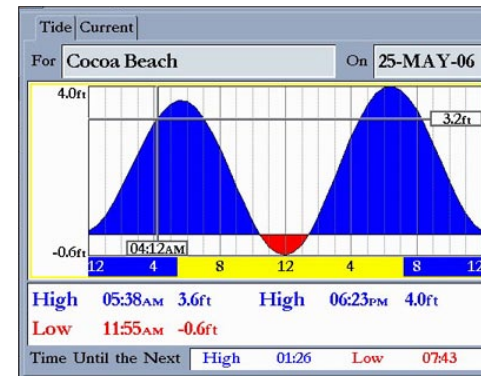 Tide Current
For Cocoa Beach On 25-MAY-06
4.0ft
3.2ft
04:12AM
-0.6ft
12 4 8 12 4 8 12
High 05:38AM 3.6ft High 06:23PM 4.0ft
Low 11:55AM -0.6ft
Time Until the Next High 01:26 Low 07:43